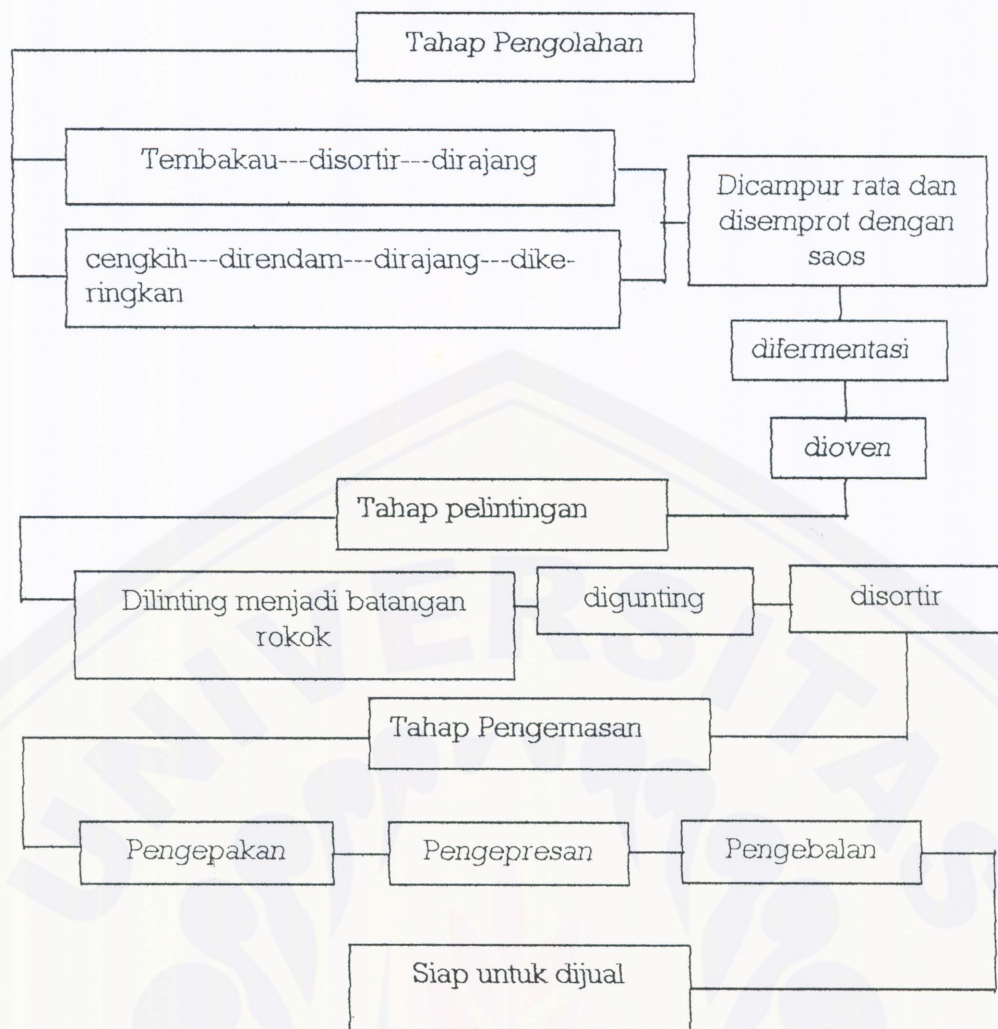 Tahap Pengolahan
Tembakau---disortir---dirajang
cengkih---direndam---dirajang---dike-
ringkan
Dicampur rata dan
disemprot dengan
saos
difermentasi
dioven
Tahap pelintingan
Dilinting menjadi batangan
rokok
digunting
disortir
Tahap Pengemasan
Pengepakan
Pengepresan
Pengebalan
Siap untuk dijual
UNIVERSITAS